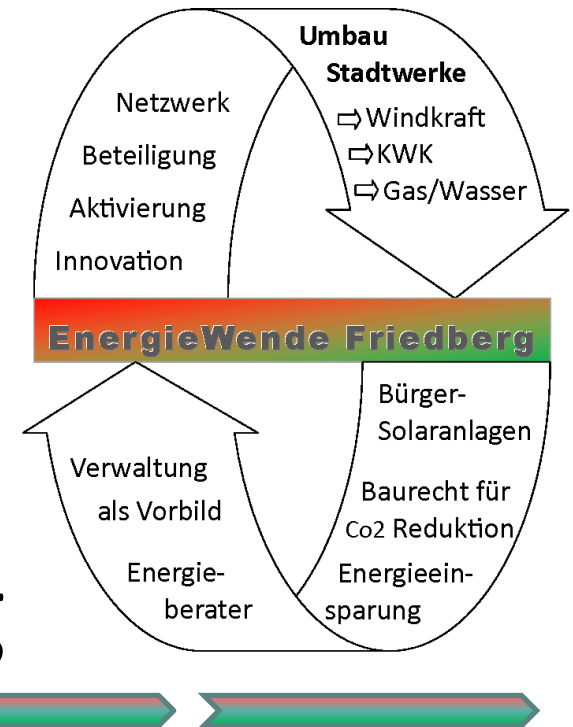 Umbau
Stadtwerke
⇨Windkraft
⇨KWK
⇨Gas/Wasser
Netzwerk
Beteiligung
Aktivierung
Innovation
EnergieWende Friedberg
Bürger-
Solaranlagen
Baurecht für
Co2 Reduktion
Energieein-
sparung
Verwaltung
als Vorbild
Energie-
berater